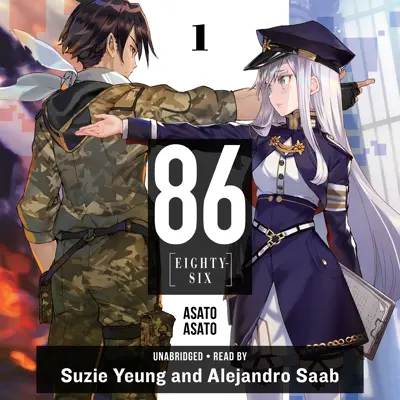 1
86
[EIGHTY-
SIX]
ASATO
ASATO
UNABRIDGED • READ BY
Suzie Yeung and Alejandro Saab